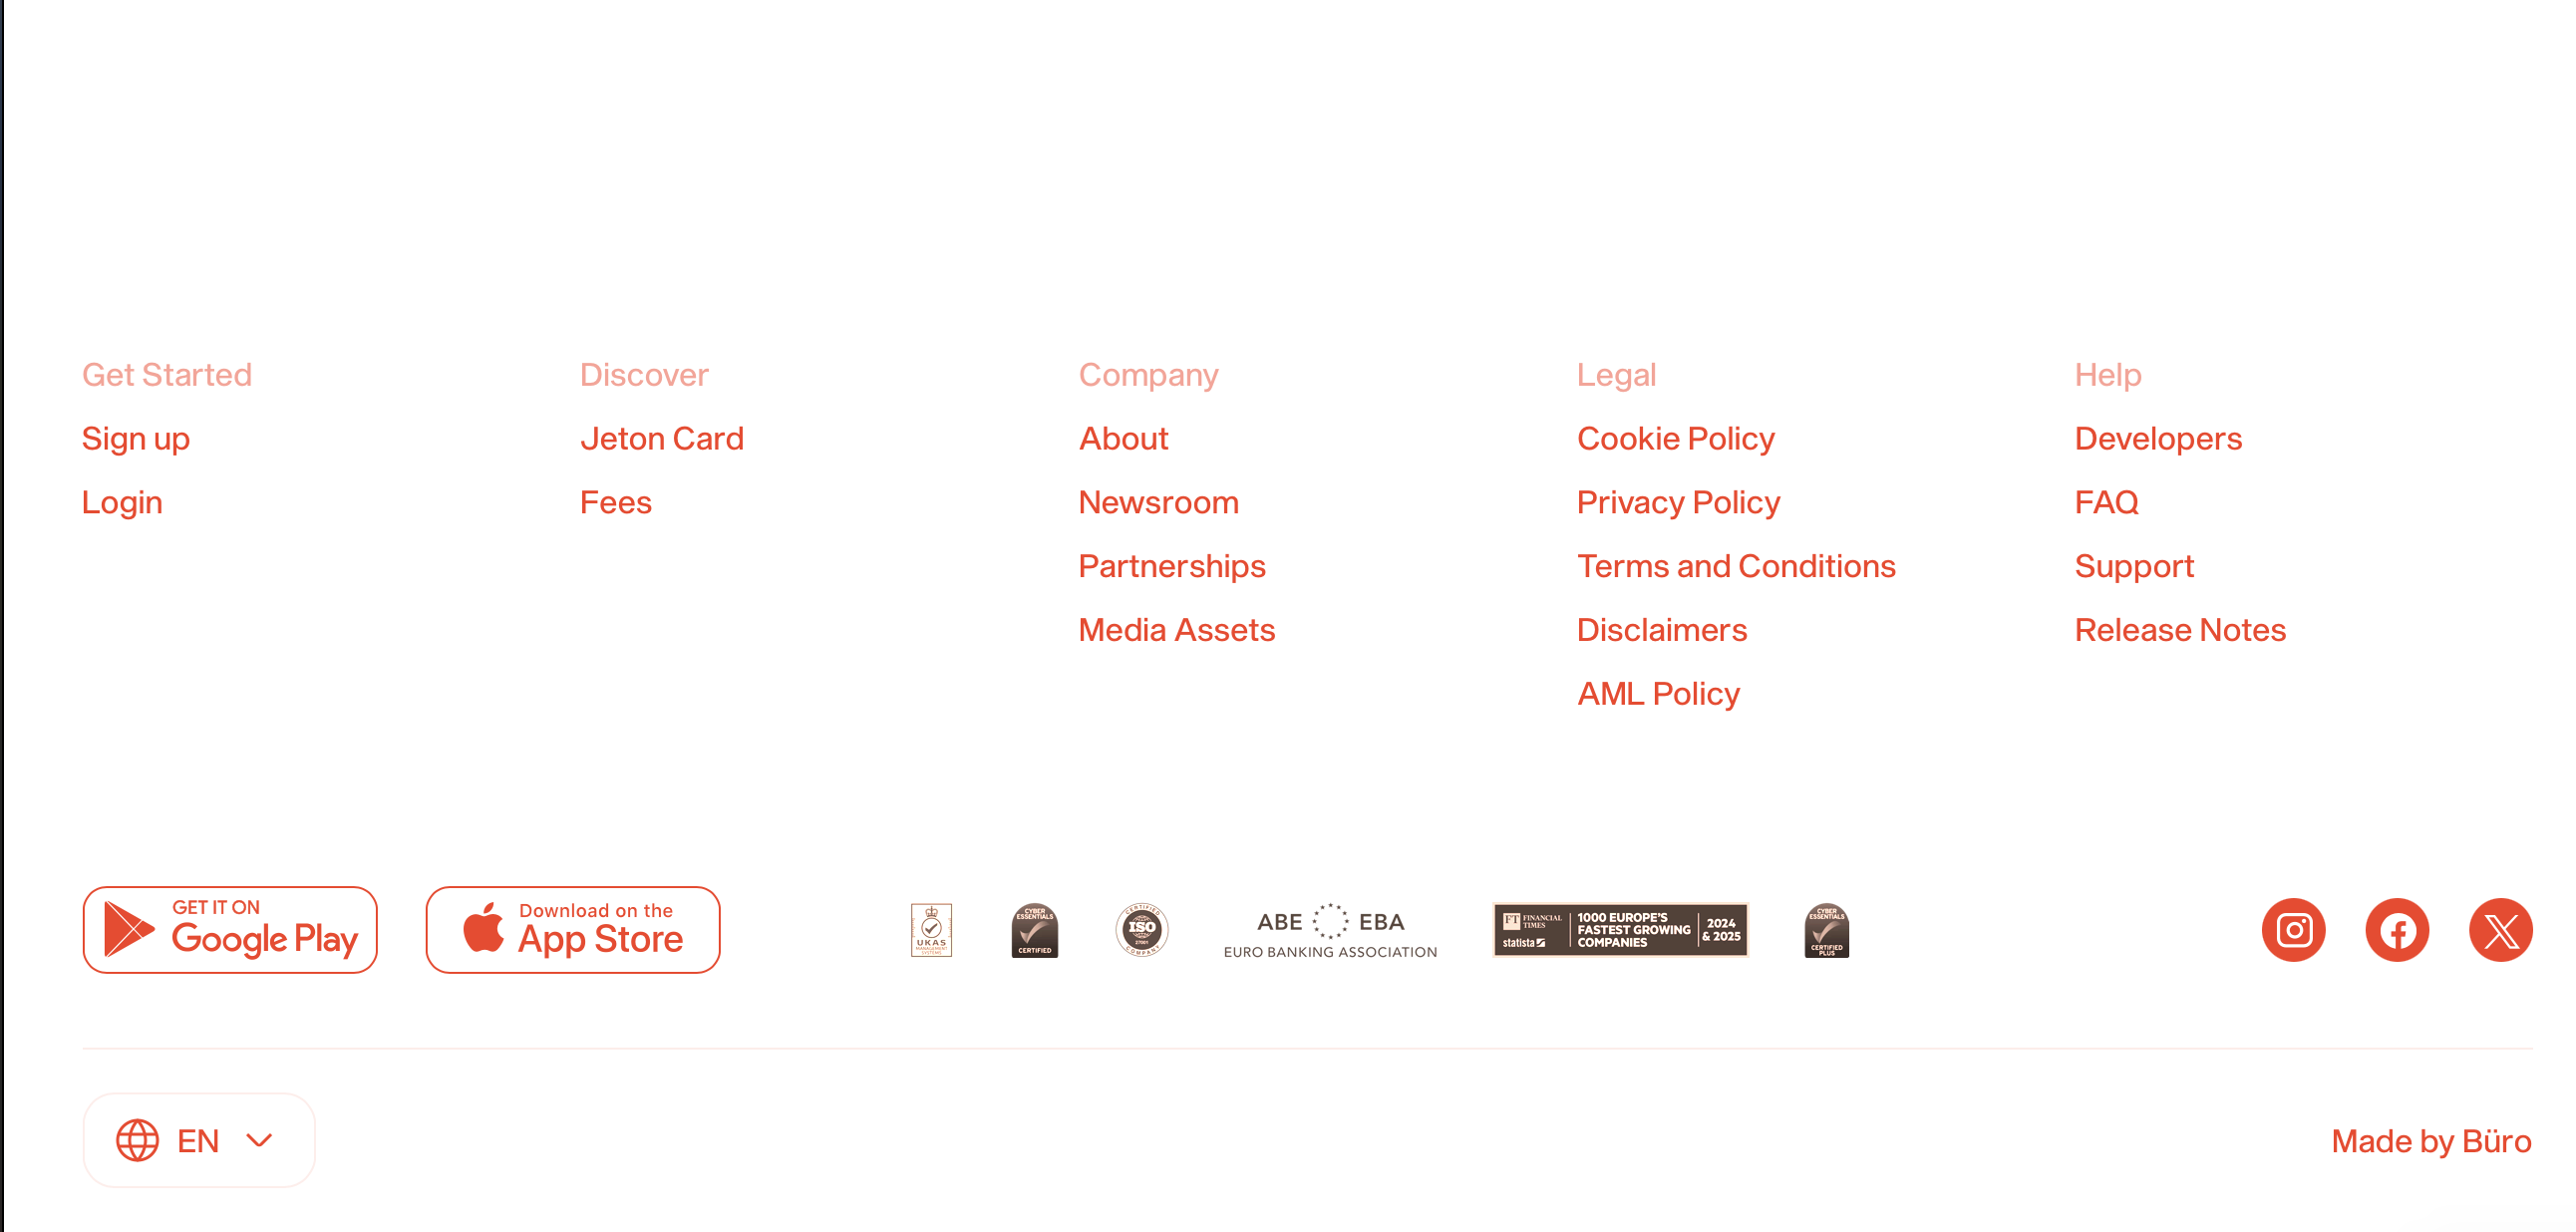 Get Started
Sign up
Login
Discover
Jeton Card
Fees
Company
About
Newsroom
Partnerships
Media Assets
Legal
Cookie Policy
Privacy Policy
Terms and Conditions
Disclaimers
AML Policy
Help
Developers
FAQ
Support
Release Notes
GET IT ON
Google Play
Download on the
App Store
UKAS
MANAGEMENT
SYSTEMS
CYBER
ESSENTIALS
CERTIFIED
CERTIFIED
ISO
27001
COMPANY
ABE EBA
EURO BANKING ASSOCIATION
FT FINANCIAL
TIMES
statista
1000 EUROPE'S
FASTEST GROWING
COMPANIES
2024
& 2025
CYBER
ESSENTIALS
CERTIFIED
PLUS
EN
Made by Büro